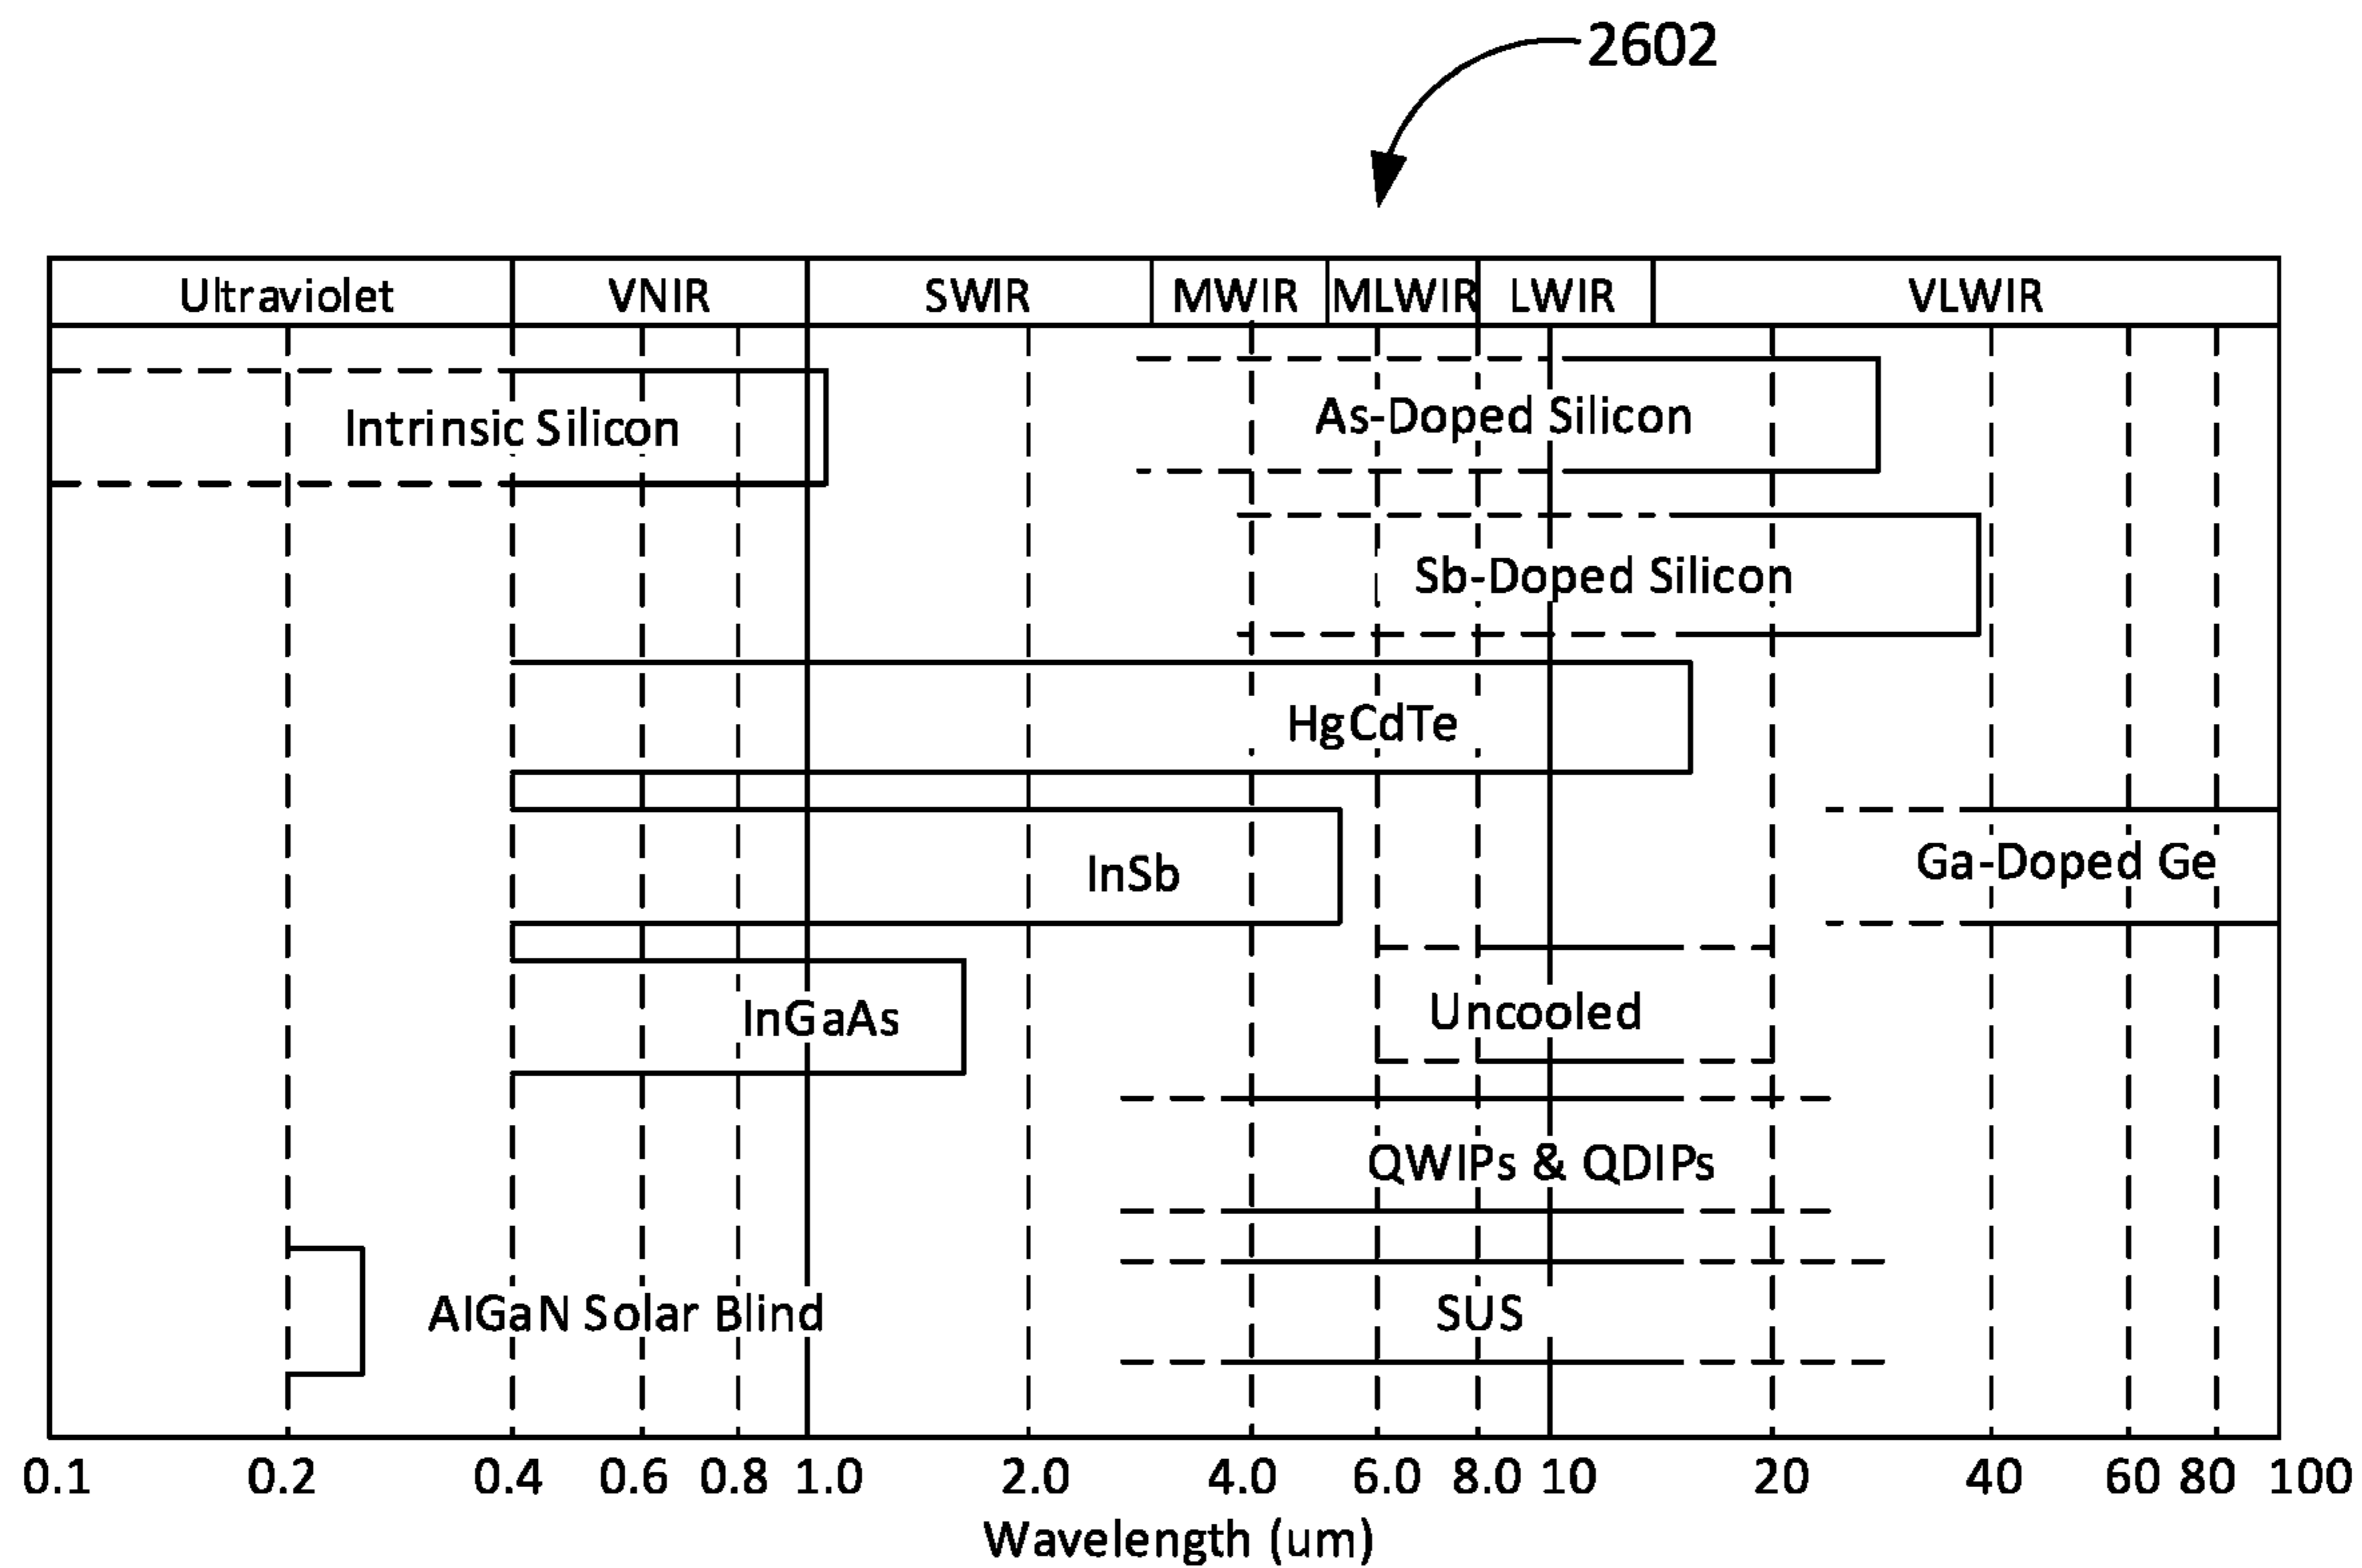 2602
Ultraviolet VNIR SWIR MWIR MLWIR LWIR VLWIR
Intrinsic Silicon As-Doped Silicon
Sb-Doped Silicon
HgCdTe
InSb Ga-Doped Ge
InGaAs Uncooled
QWIPs & QDIPs
AlGaN Solar Blind SUS
0.1 0.2 0.4 0.6 0.8 1.0 2.0 4.0 6.0 8.0 10 20 40 60 80 100
Wavelength (um)